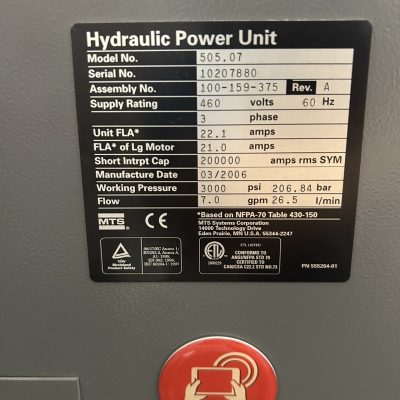 Hydraulic Power Unit
Model No. 505.07
Serial No. 10207880
Assembly No. 100-159-375 Rev. A
Supply Rating 460 volts 60 Hz
3 phase
Unit FLA* 22.1 amps
FLA* of Lg Motor 21.0 amps
Short Intrpt Cap 200000 amps rms SYM
Manufacture Date 03/2006
Working Pressure 3000 psi 206.84 bar
Flow 7.0 gpm 26.5 l/min
*Based on NFPA-70 Table 430-150
MTS Systems Corporation
14000 Technology Drive
Eden Prairie, MN U.S.A. 55344-2247
MTS CE
TÜV
Product Safety
ETL LISTED
CONFORMS TO
ANSI/NFPA STD 79
CERTIFIED TO
CAN/CSA C22.2 STD NO.73
PN 555264-01